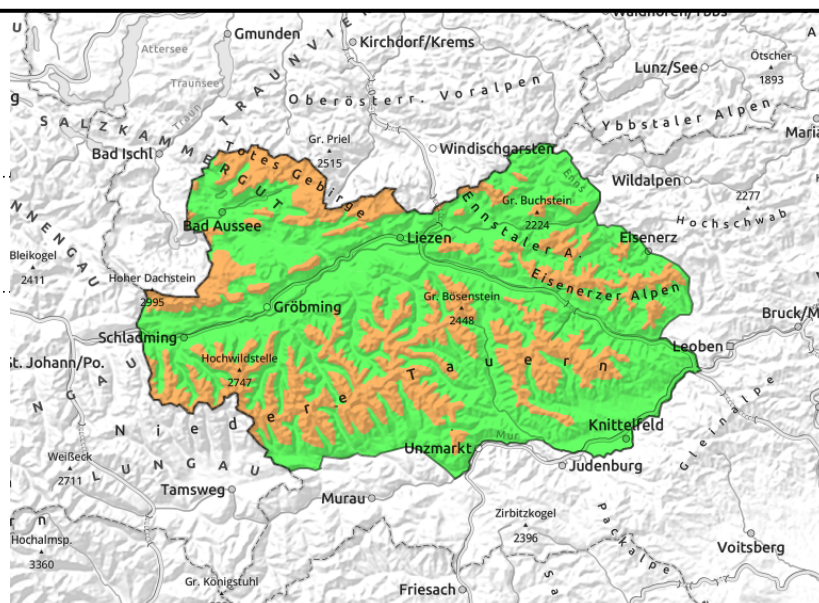 Waidhofen/Ybbs
Gmunden
Kirchdorf/Krems
Attersee
Ötscher
1893
Lunz/See
Traunsee
TRAUNVIE
Oberösterr. Voralpen
Traun
SALZKAMMERGUT
Ybbstaler Alpen
Maria
Gr. Priel
2515
Bad Ischl
Windischgarsten
Totes Gebirge
Enns
Wildalpen
2277
Hochschwab
NNENGAU
Gr. Buchstein
2224
Bad Aussee
Ennstaler A.
Liezen
Eisenerz
Bleikogel
2411
Hoher Dachstein
2995
Eisenerzer Alpen
Gröbming
Gr. Bösenstein
2448
Bruck/M
Schladming
Leoben
St. Johann/Po.
Hochwildstelle
2747
Niedere Tauern
NGAU
Knittelfeld
Gleinalpe
Unzmarkt
Mur
Judenburg
Weißeck
2711
LUNGAU
Tamsweg
Murau
Zirbitzkogel
2396
Packalpe
Voitsberg
Hochalmsp.
3360
Gr. Königstuhl
Friesach
Sa